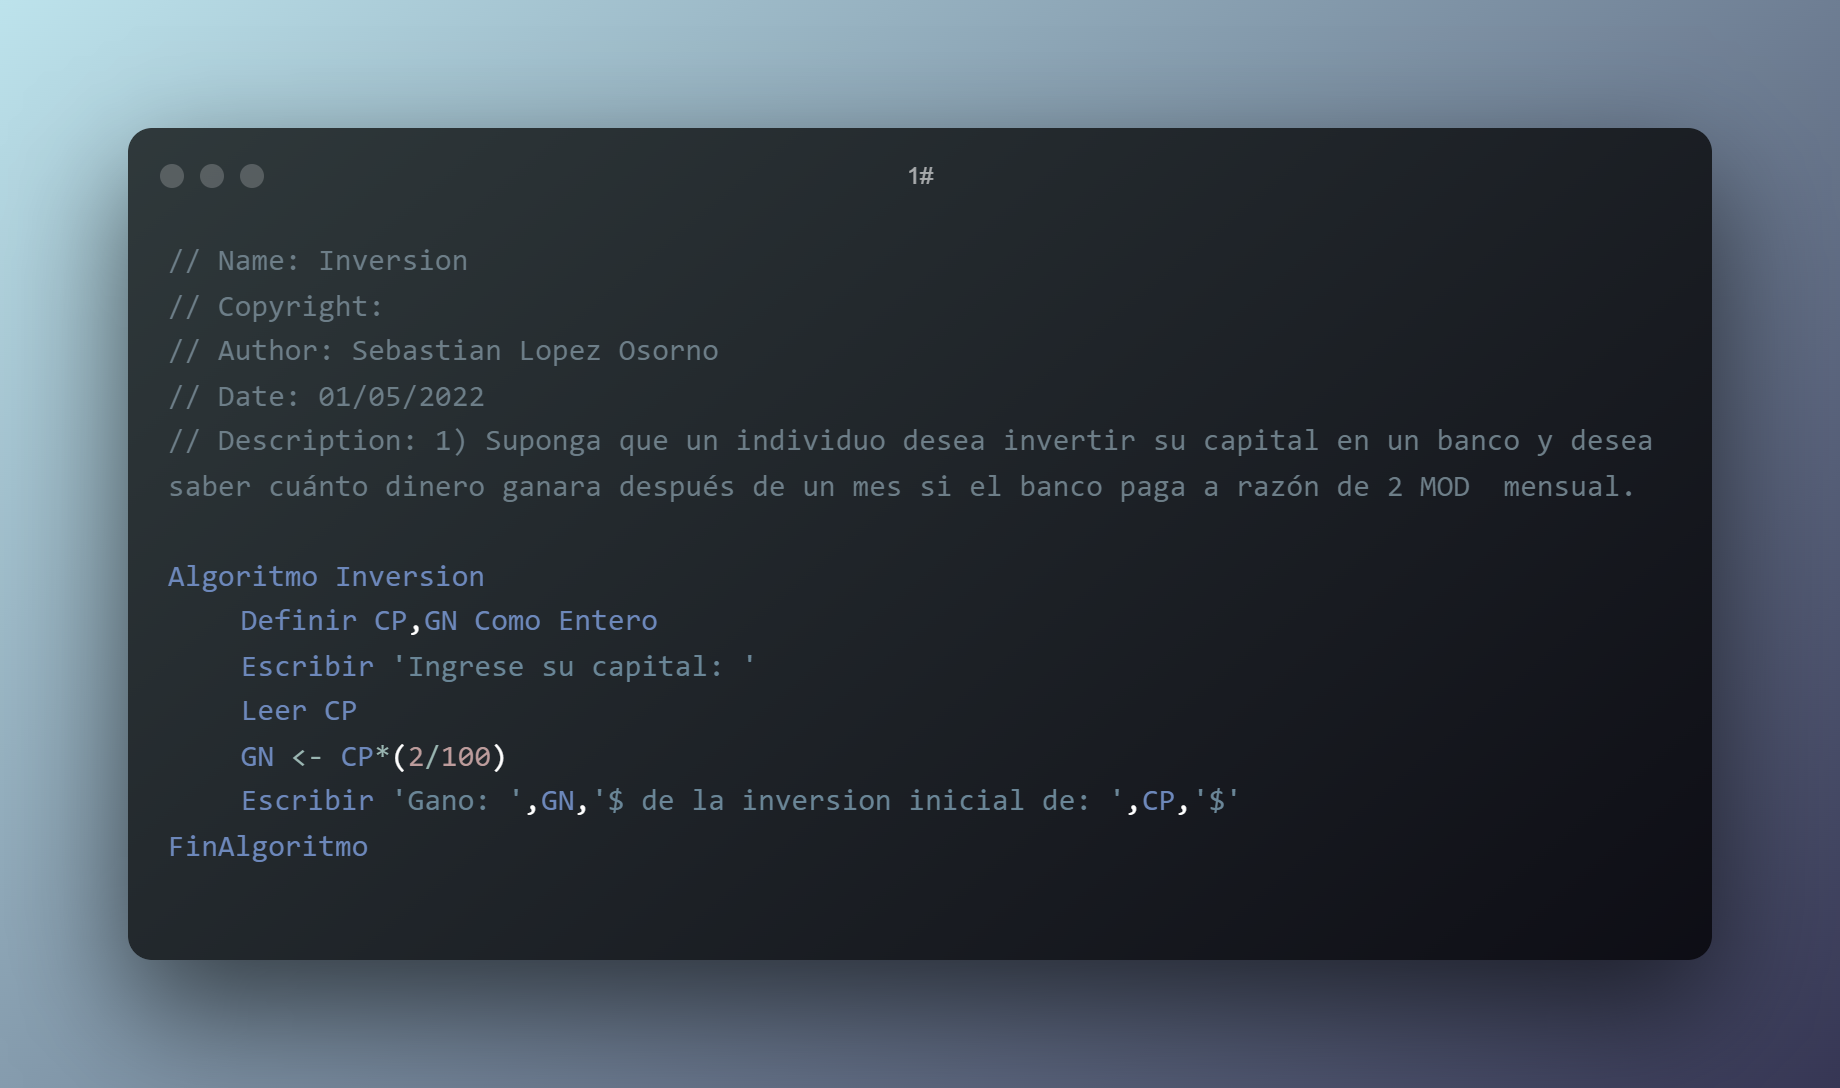 1#
// Name: Inversion
// Copyright:
// Author: Sebastian Lopez Osorno
// Date: 01/05/2022
// Description: 1) Suponga que un individuo desea invertir su capital en un banco y desea
saber cuánto dinero ganara después de un mes si el banco paga a razón de 2 MOD  mensual.
Algoritmo Inversion
Definir CP,GN Como Entero
Escribir 'Ingrese su capital: '
Leer CP
GN <- CP*(2/100)
Escribir 'Gano: ',GN,'$ de la inversion inicial de: ',CP,'$'
FinAlgoritmo